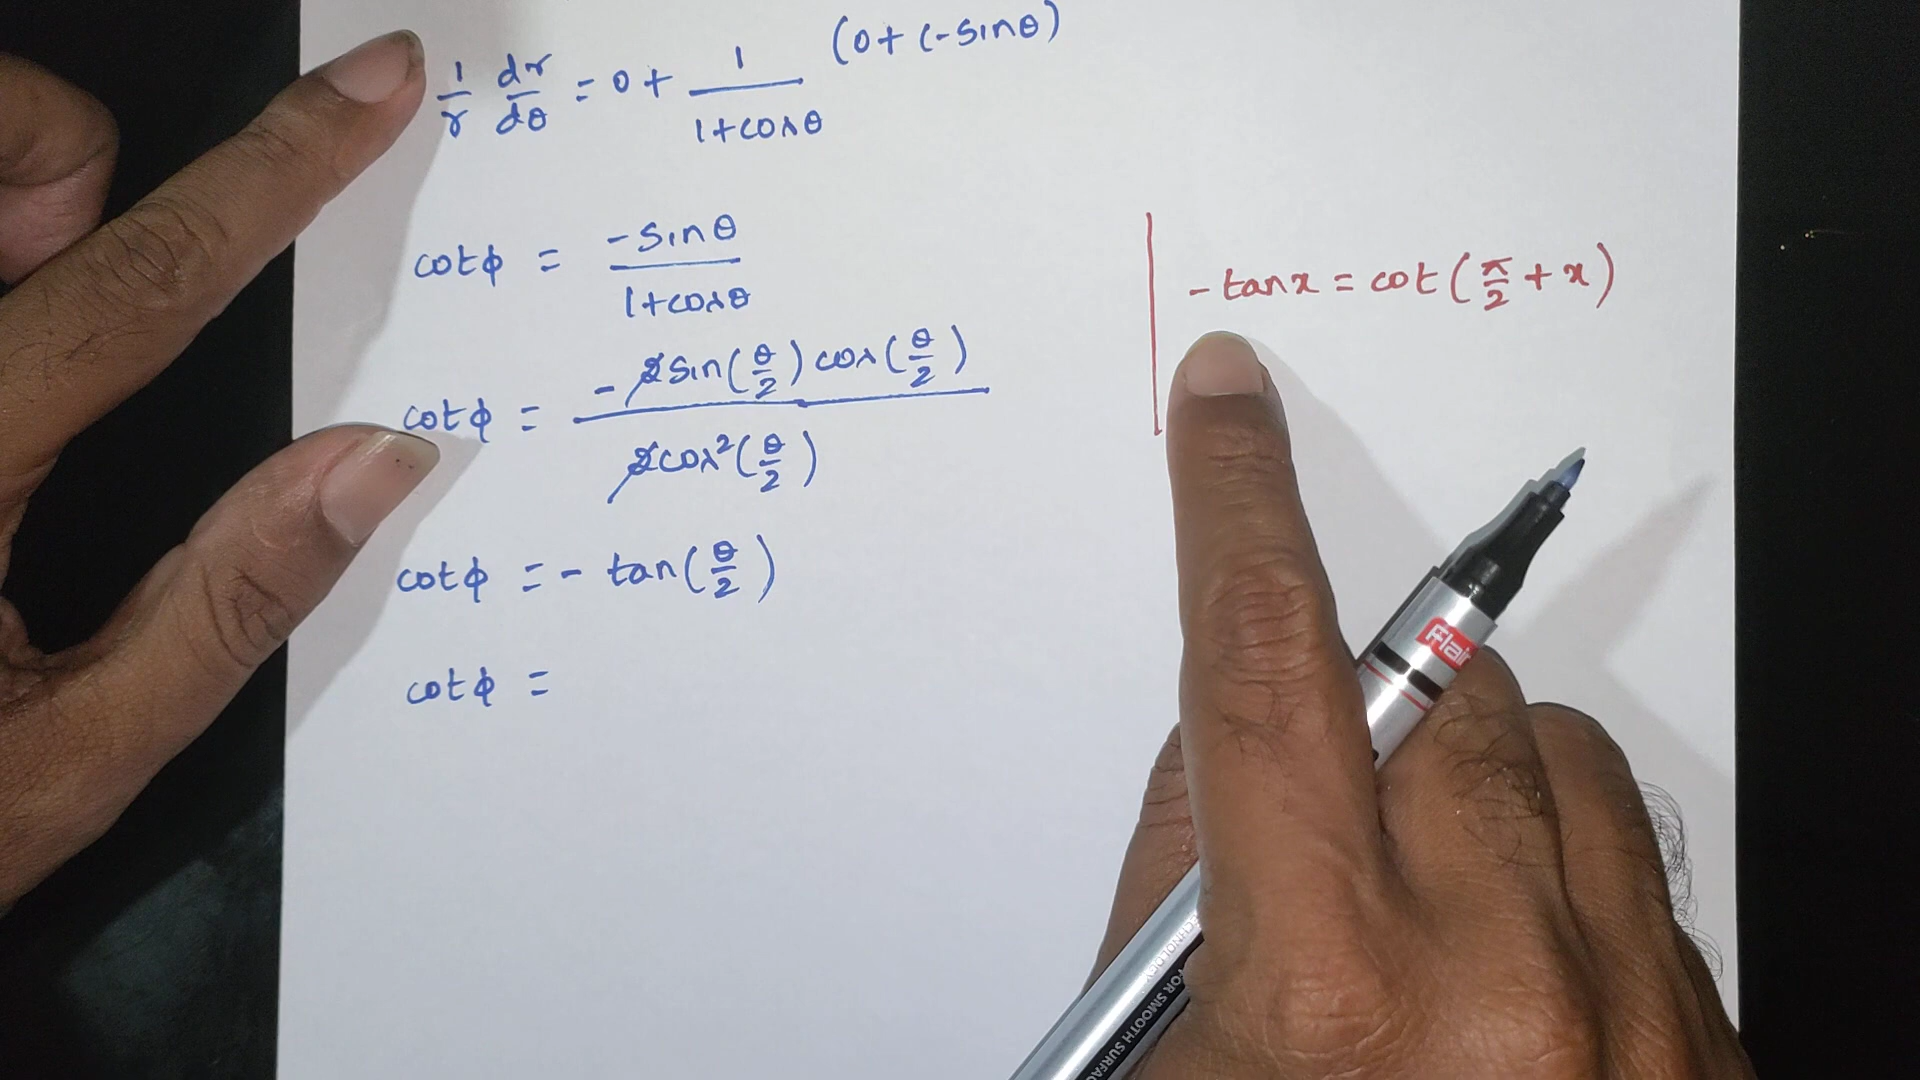 1/r dr/dθ = 0 + 1/(1+cosθ) (0+(-sinθ)
cotφ = -sinθ/(1+cosθ)
-tanx = cot(π/2 + x)
cotφ = -2sin(θ/2)cos(θ/2)/2cos²(θ/2)
cotφ = - tan(θ/2)
cotφ =
Flair
FOR SMOOTH